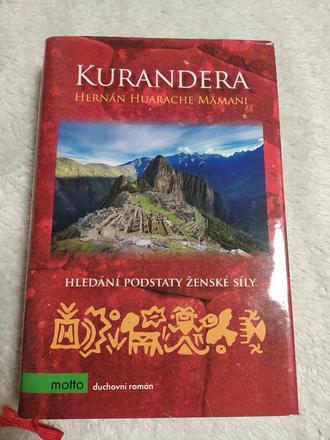 KURANDERA
HERNÁN HUARACHE MAMANI
HLEDÁNÍ PODSTATY ŽENSKÉ SÍLY
motto duchovní román